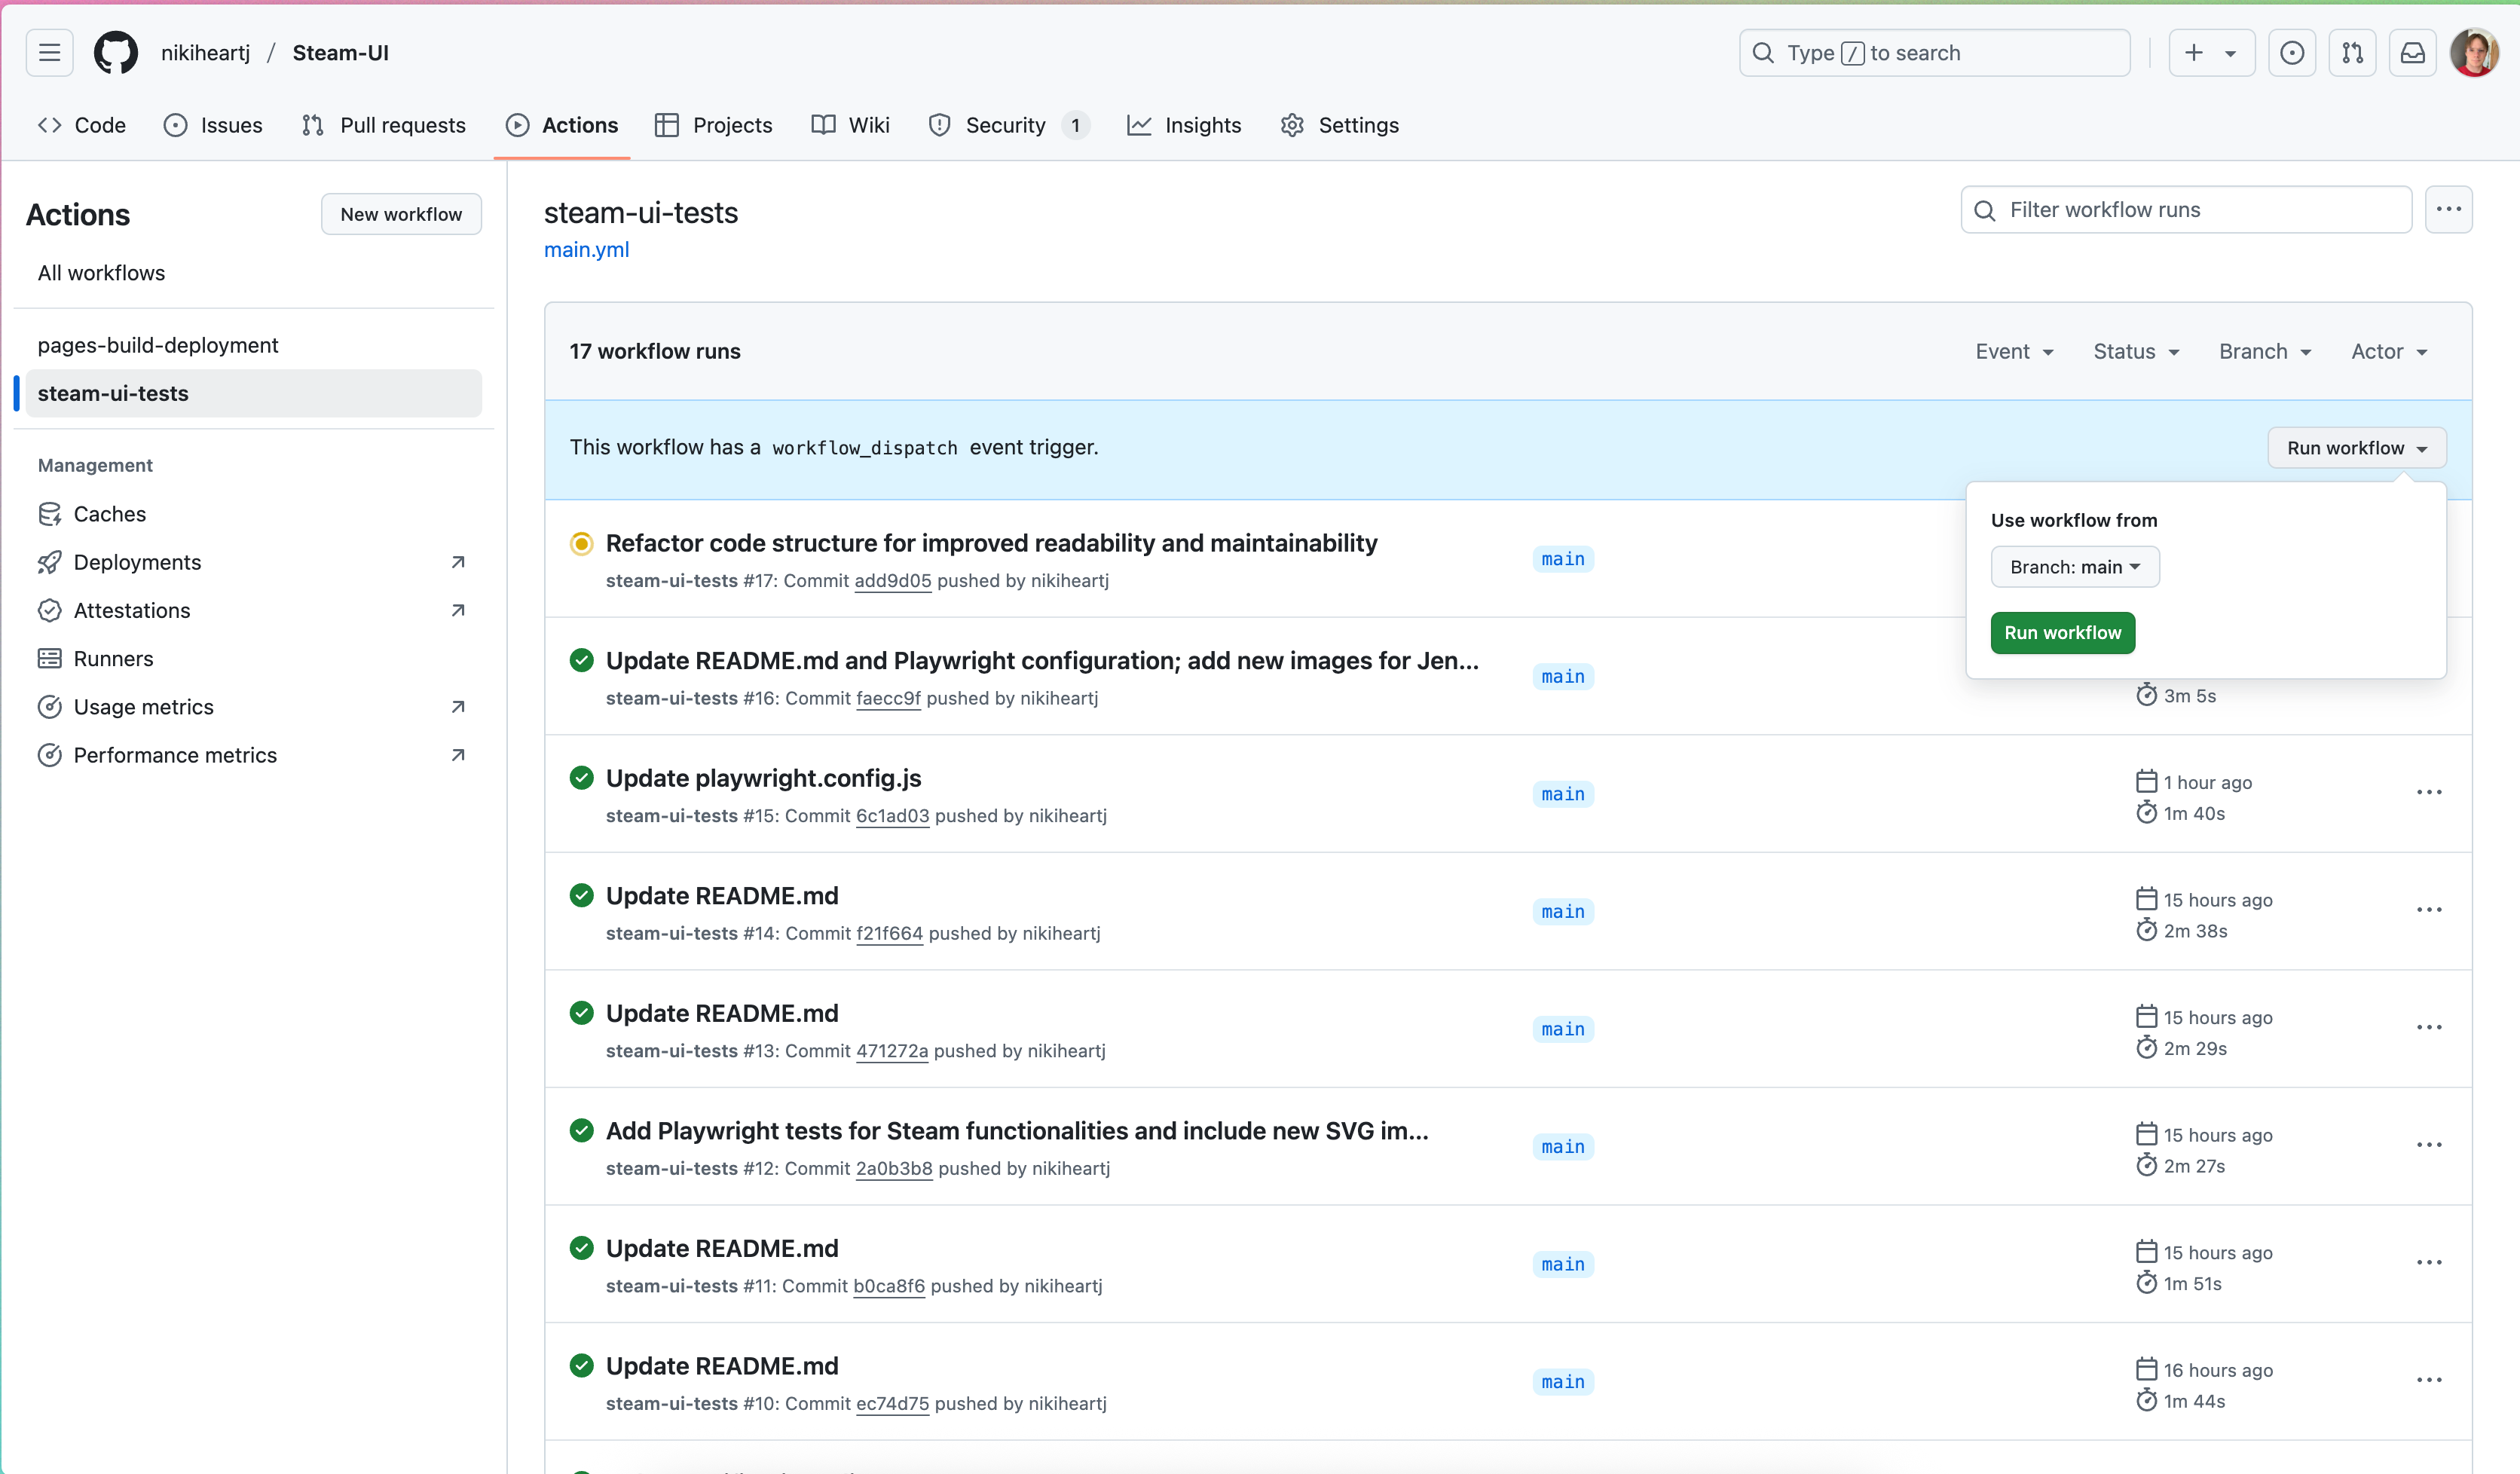 nikiheartj / Steam-UI
Type / to search
Code
Issues
Pull requests
Actions
Projects
Wiki
Security 1
Insights
Settings
Actions
New workflow
All workflows
pages-build-deployment
steam-ui-tests
Management
Caches
Deployments
Attestations
Runners
Usage metrics
Performance metrics
steam-ui-tests
main.yml
Filter workflow runs
17 workflow runs
Event
Status
Branch
Actor
This workflow has a workflow_dispatch event trigger.
Run workflow
Use workflow from
Branch: main
Run workflow
Refactor code structure for improved readability and maintainability
steam-ui-tests #17: Commit add9d05 pushed by nikiheartj
main
Update README.md and Playwright configuration; add new images for Jen...
steam-ui-tests #16: Commit faecc9f pushed by nikiheartj
main
3m 5s
Update playwright.config.js
steam-ui-tests #15: Commit 6c1ad03 pushed by nikiheartj
main
1 hour ago
1m 40s
Update README.md
steam-ui-tests #14: Commit f21f664 pushed by nikiheartj
main
15 hours ago
2m 38s
Update README.md
steam-ui-tests #13: Commit 471272a pushed by nikiheartj
main
15 hours ago
2m 29s
Add Playwright tests for Steam functionalities and include new SVG im...
steam-ui-tests #12: Commit 2a0b3b8 pushed by nikiheartj
main
15 hours ago
2m 27s
Update README.md
steam-ui-tests #11: Commit b0ca8f6 pushed by nikiheartj
main
15 hours ago
1m 51s
Update README.md
steam-ui-tests #10: Commit ec74d75 pushed by nikiheartj
main
16 hours ago
1m 44s